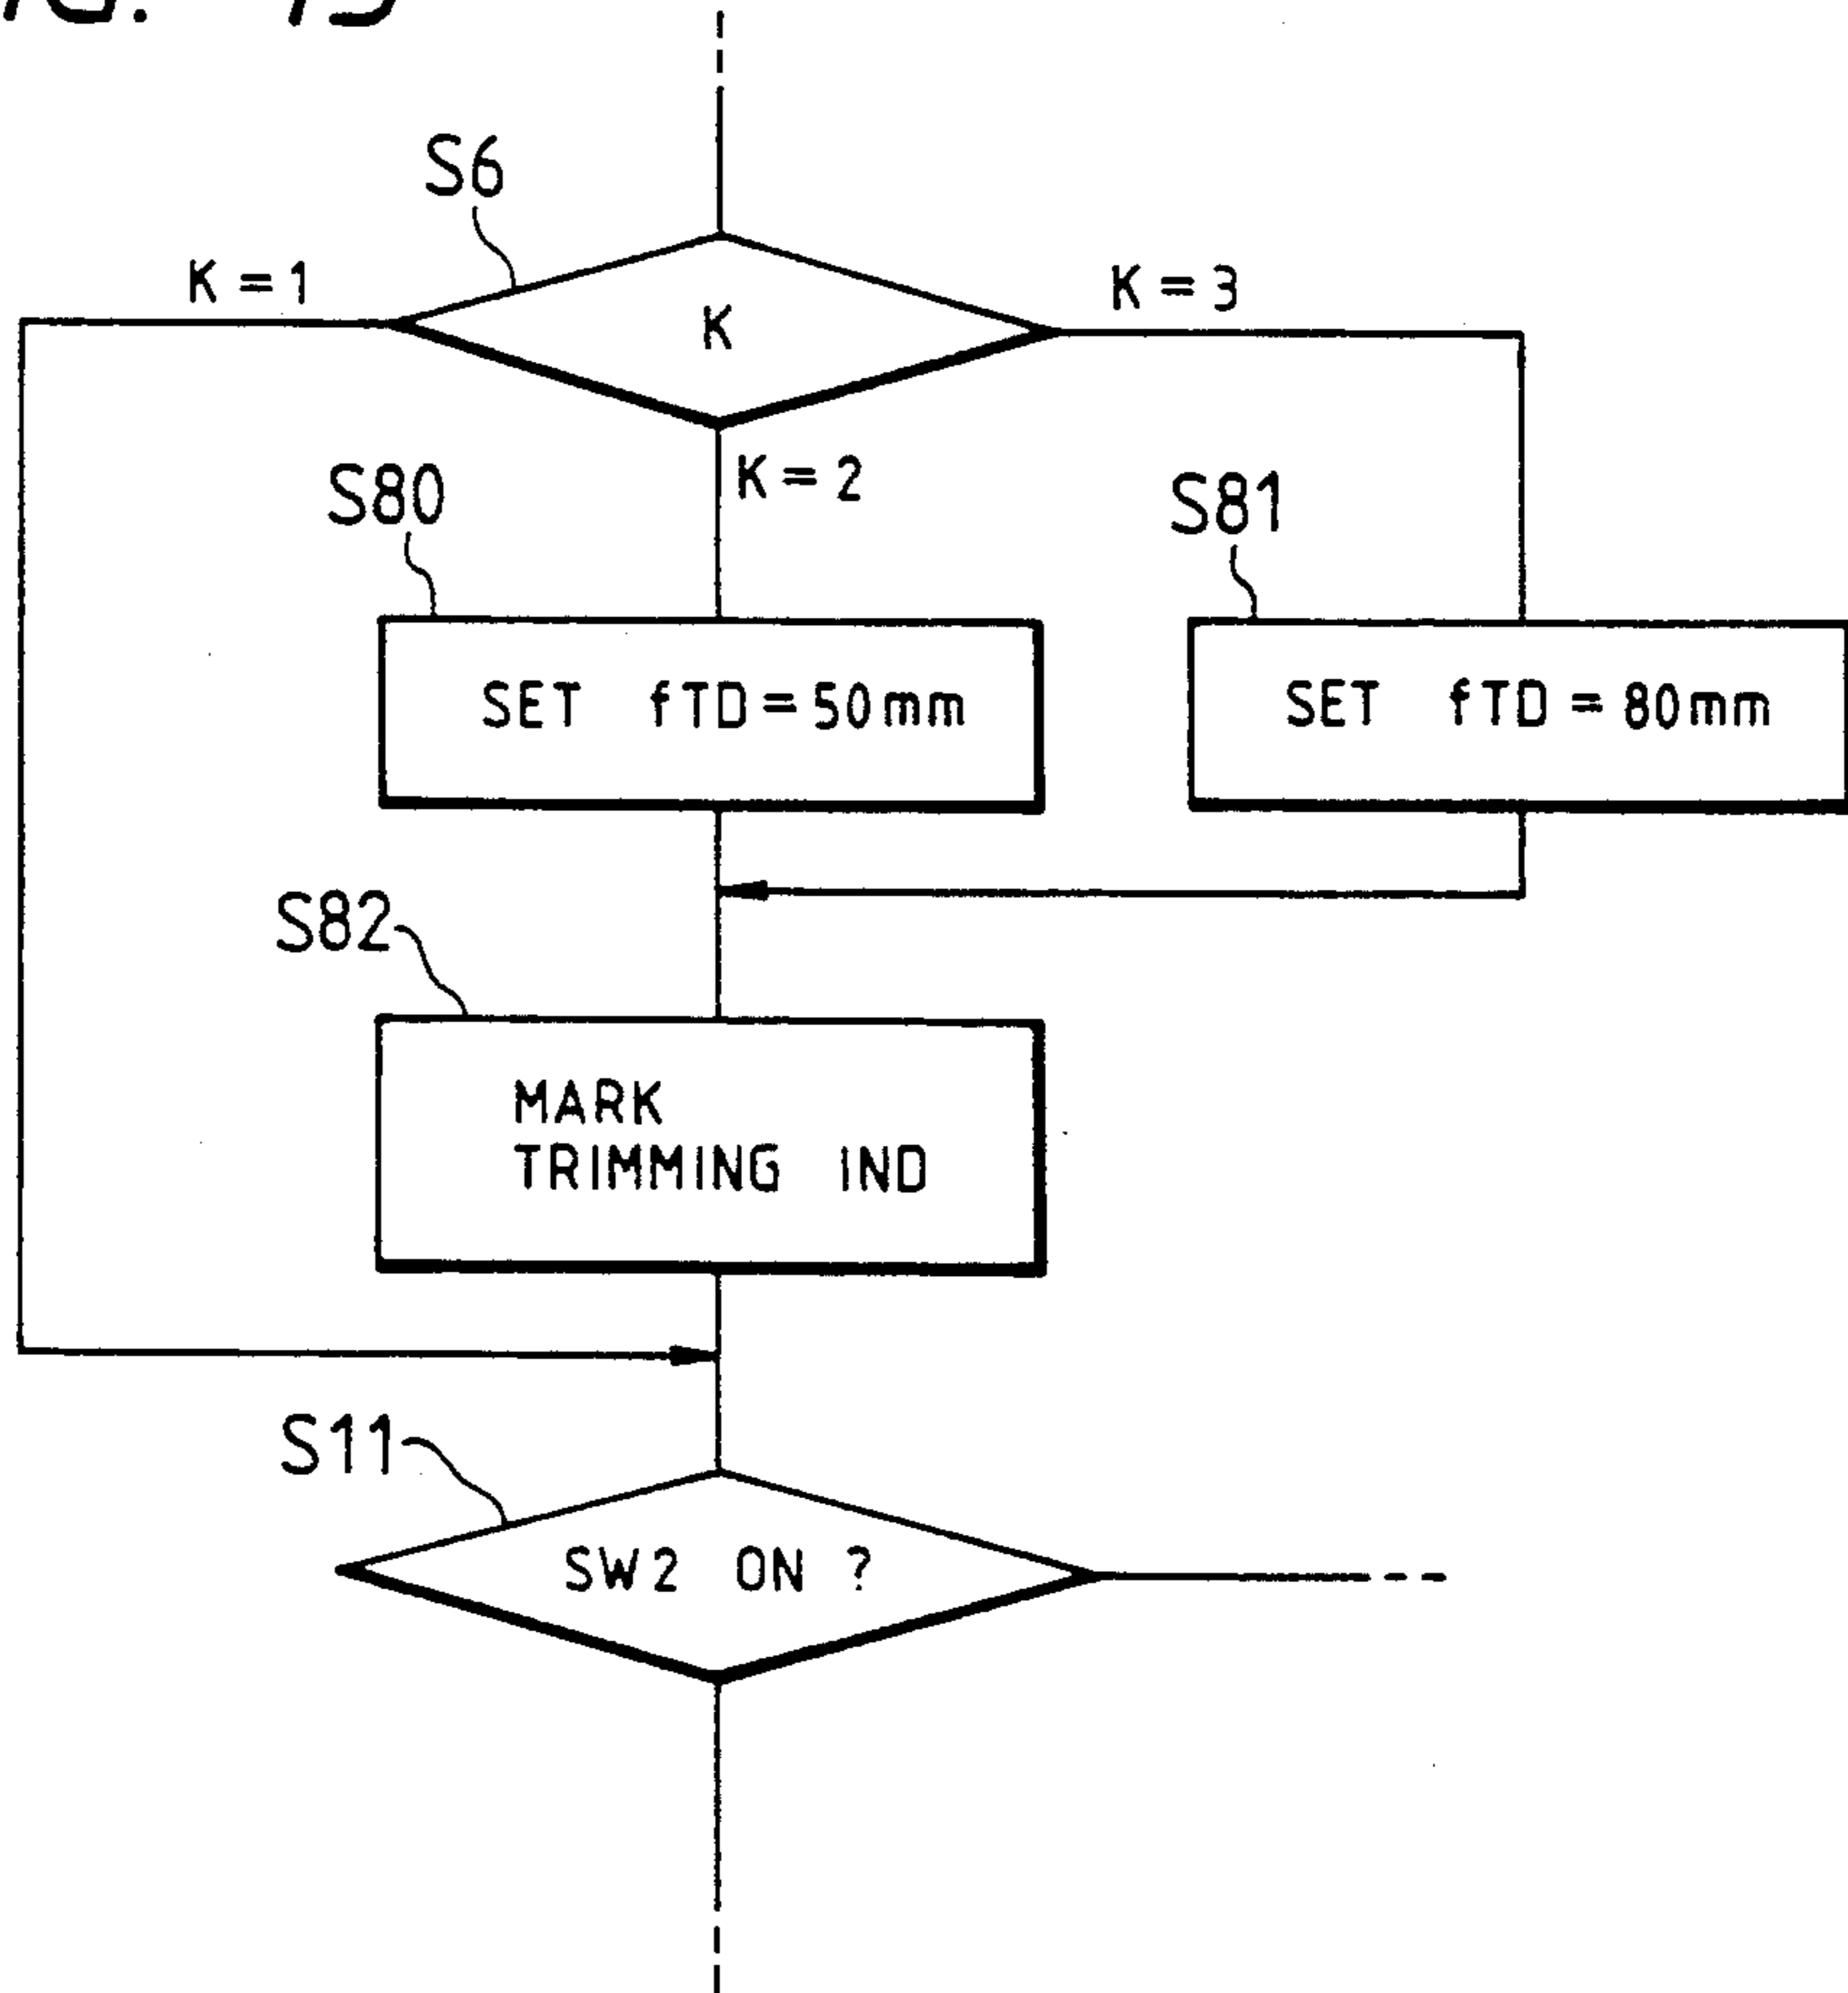 S6
K=1
K=3
K
K=2
S80
S81
SET fTD=50mm
SET fTD=80mm
S82
MARK
TRIMMING IND
S11
SW2 ON ?